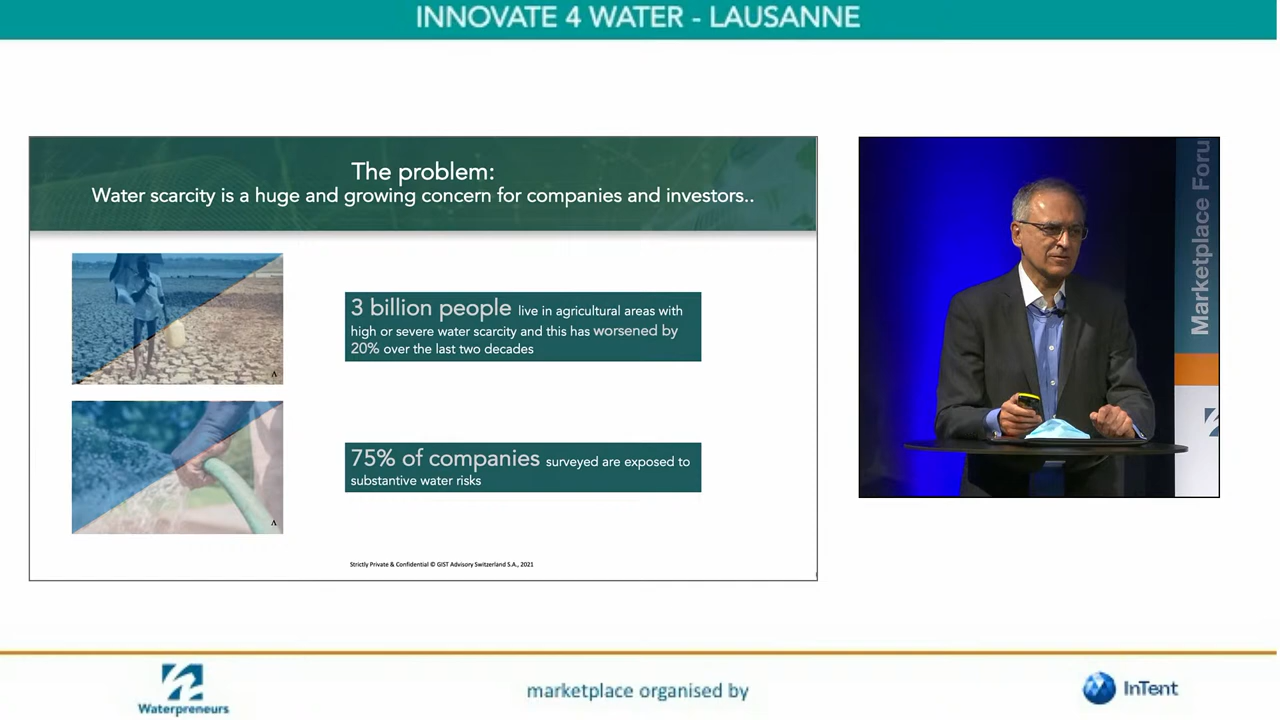 INNOVATE 4 WATER - LAUSANNE
The problem:
Water scarcity is a huge and growing concern for companies and investors..
3 billion people live in agricultural areas with
high or severe water scarcity and this has worsened by
20% over the last two decades
75% of companies surveyed are exposed to
substantive water risks
Strictly Private & Confidential © GIST Advisory Switzerland S.A., 2021
Marketplace Foru
Waterpreneurs
marketplace organised by
InTent